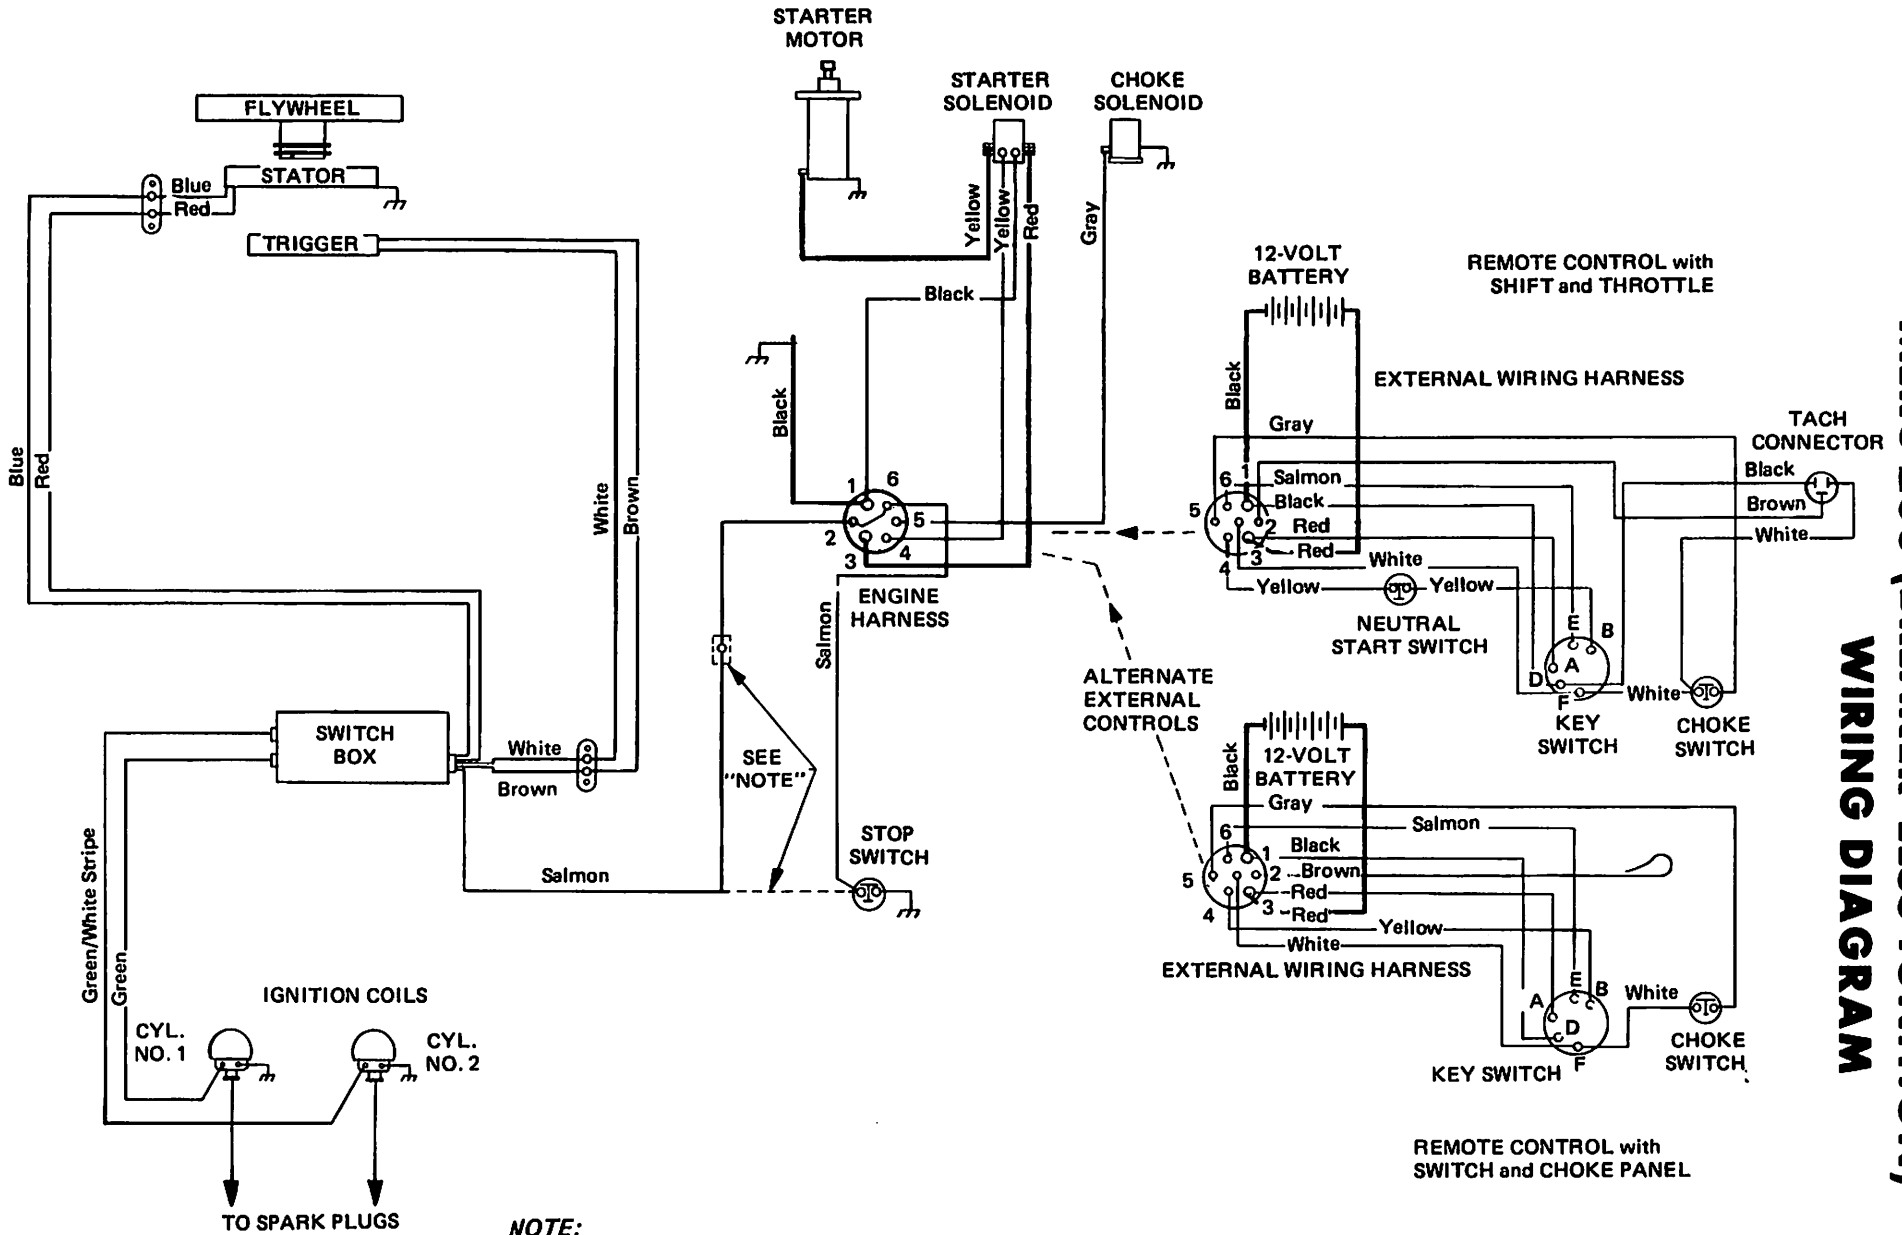 STARTER
MOTOR
STARTER
SOLENOID
CHOKE
SOLENOID
FLYWHEEL
STATOR
Blue
Red
TRIGGER
Yellow
Yellow
Red
Gray
Black
Black
Blue
Red
White
Brown
1
6
5
2
4
3
ENGINE
HARNESS
Salmon
SWITCH
BOX
White
Brown
SEE
"NOTE"
STOP
SWITCH
Salmon
Green/White Stripe
Green
IGNITION COILS
CYL.
NO. 1
CYL.
NO. 2
TO SPARK PLUGS
NOTE:
ALTERNATE
EXTERNAL
CONTROLS
12-VOLT
BATTERY
REMOTE CONTROL with
SHIFT and THROTTLE
EXTERNAL WIRING HARNESS
Black
Gray
TACH
CONNECTOR
Black
Brown
White
6
1
Salmon
Black
5
2
Red
3
Red
4
White
Yellow
Yellow
NEUTRAL
START SWITCH
E
B
A
D
F
White
KEY
SWITCH
CHOKE
SWITCH
12-VOLT
BATTERY
Black
Gray
6
Salmon
1
Black
5
2
Brown
Red
4
3
Red
Yellow
White
EXTERNAL WIRING HARNESS
A
E
B
D
F
White
KEY SWITCH
CHOKE
SWITCH
REMOTE CONTROL with
SWITCH and CHOKE PANEL
WIRING DIAGRAM